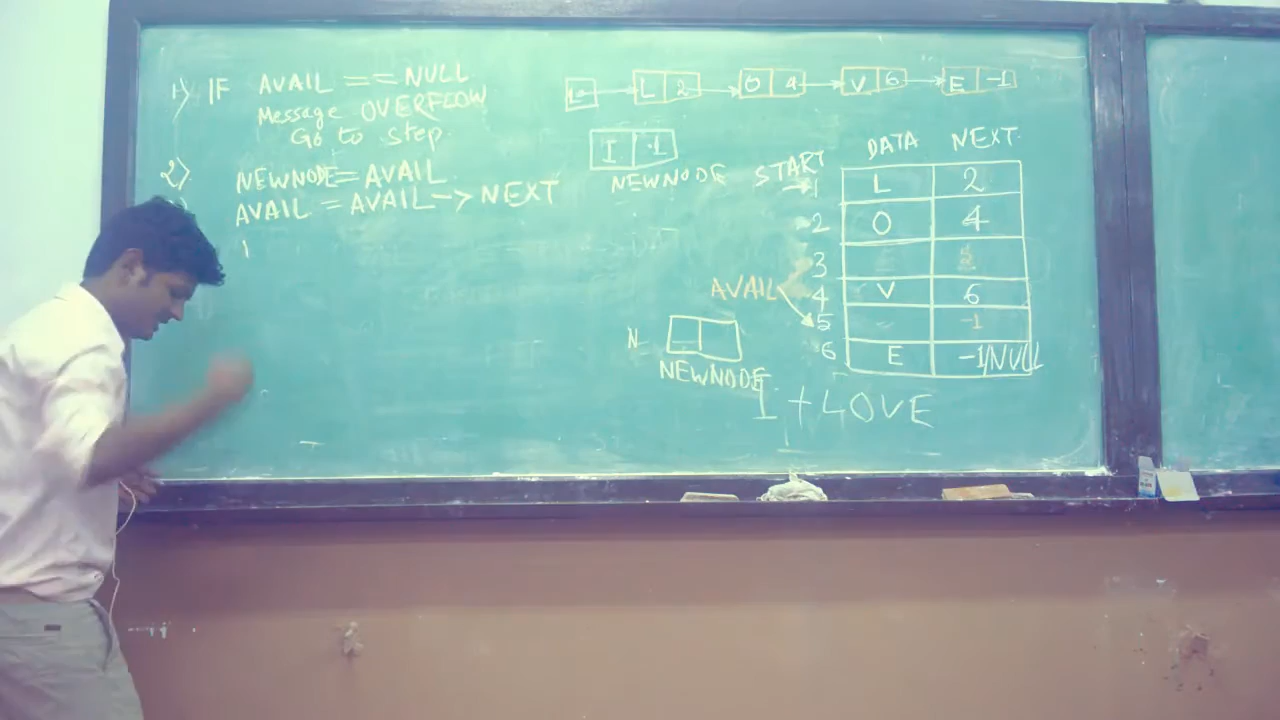 1) IF AVAIL == NULL
Message OVERFLOW
Go to step
2) NEWNODE = AVAIL
AVAIL = AVAIL -> NEXT
L 2 O 4 V 6 E -1
I -1
NEWNODE
START
DATA NEXT
1 L 2
2 O 4
3
AVAIL
4 V 6
5 -1
6 E -1/NULL
N
NEWNODE
I + LOVE